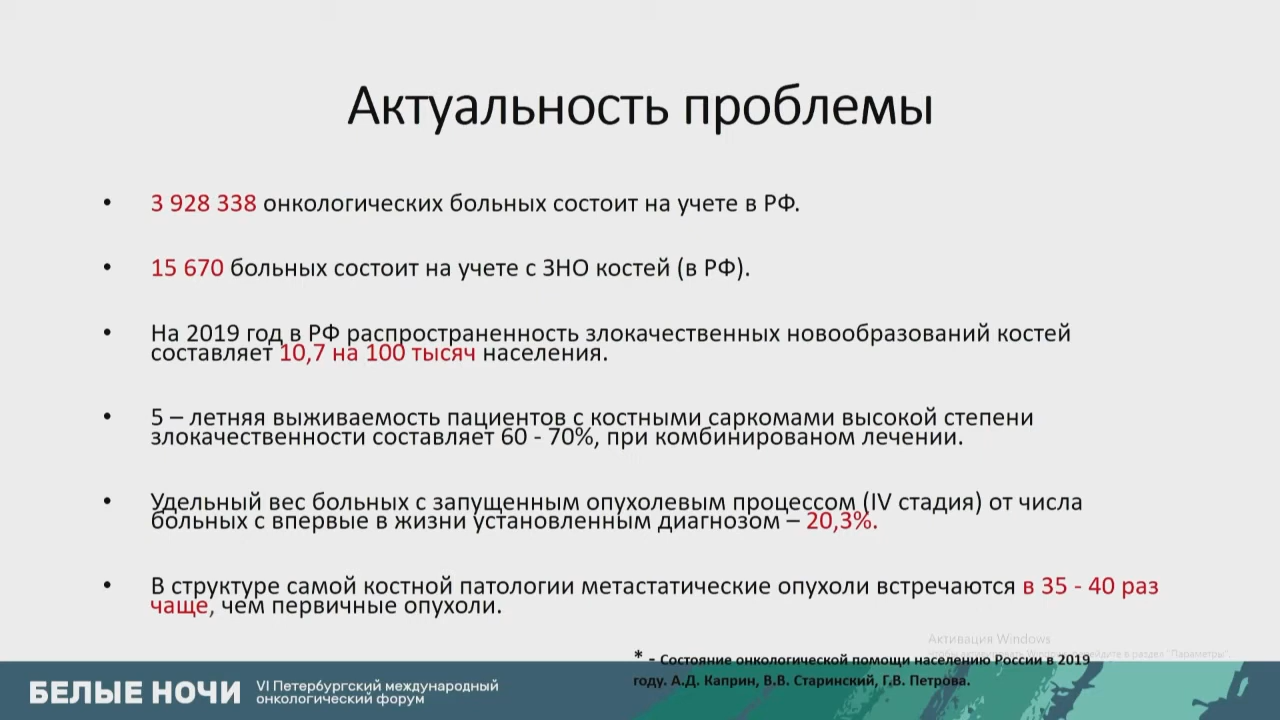 Актуальность проблемы
• 3 928 338 онкологических больных состоит на учете в РФ.
• 15 670 больных состоит на учете с ЗНО костей (в РФ).
• На 2019 год в РФ распространенность злокачественных новообразований костей
составляет 10,7 на 100 тысяч населения.
• 5 – летняя выживаемость пациентов с костными саркомами высокой степени
злокачественности составляет 60 - 70%, при комбинированом лечении.
• Удельный вес больных с запущенным опухолевым процессом (IV стадия) от числа
больных с впервые в жизни установленным диагнозом – 20,3%.
• В структуре самой костной патологии метастатические опухоли встречаются в 35 - 40 раз
чаще, чем первичные опухоли.
Активация Windows
Чтобы активировать Windows, перейдите в раздел "Параметры".
* - Состояние онкологической помощи населению России в 2019
году. А.Д. Каприн, В.В. Старинский, Г.В. Петрова.
БЕЛЫЕ НОЧИ
VI Петербургский международный
онкологический форум